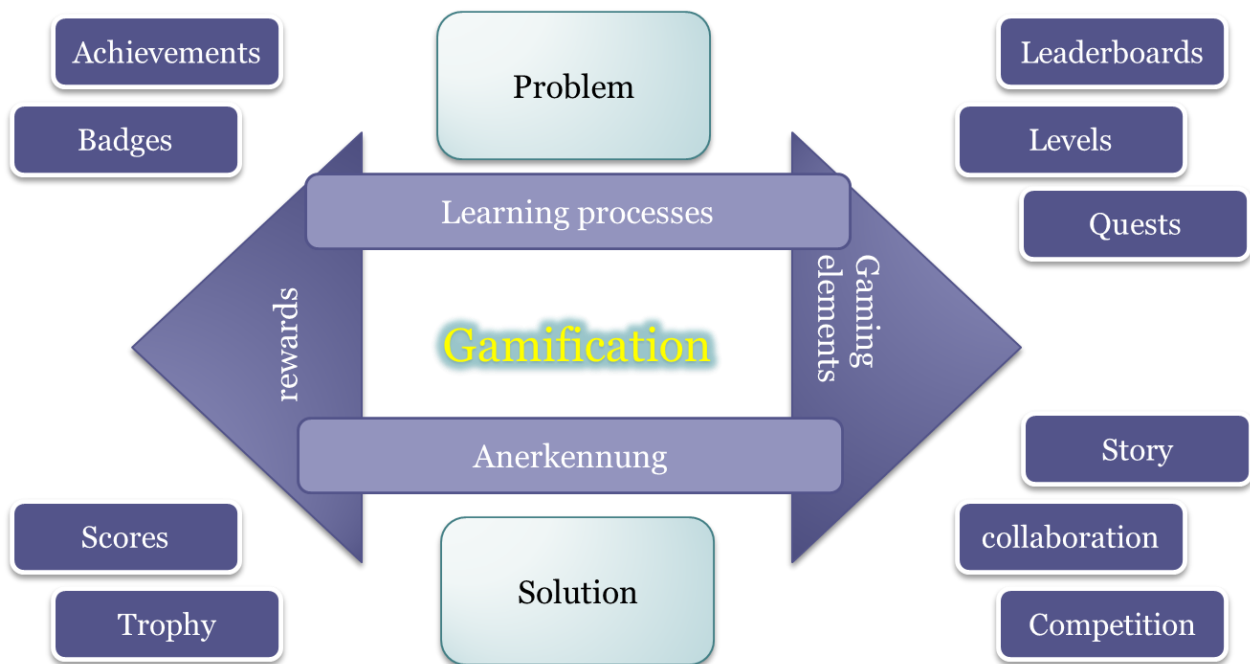 Achievements
Badges
Problem
Leaderboards
Levels
Quests
Learning processes
rewards
Gamification
Gaming
elements
Anerkennung
Scores
Trophy
Solution
Story
collaboration
Competition